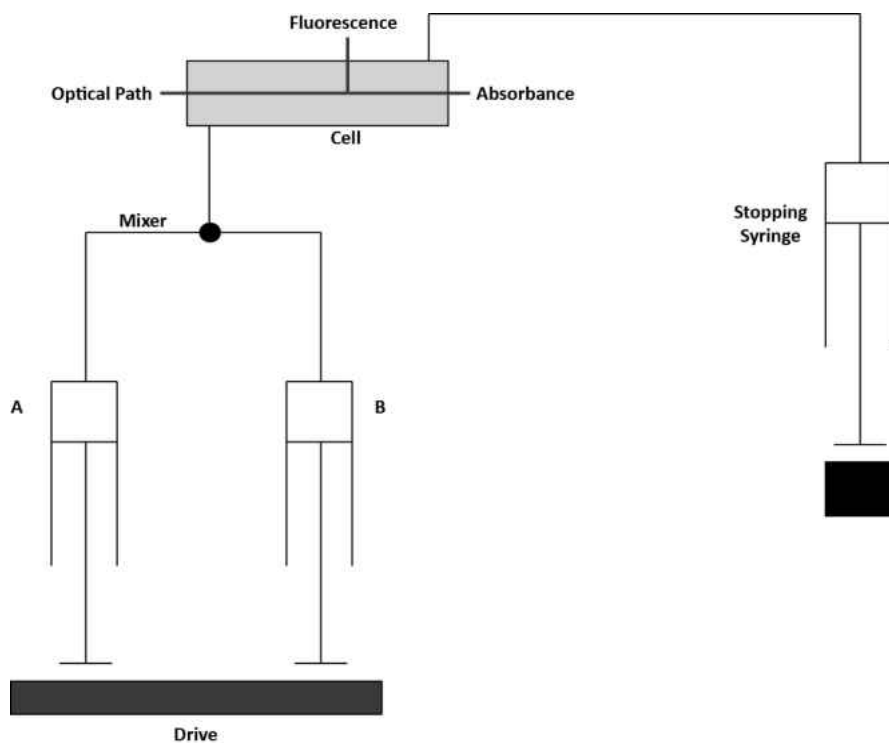 Fluorescence
Optical Path
Absorbance
Cell
Mixer
Stopping
Syringe
A
B
Drive